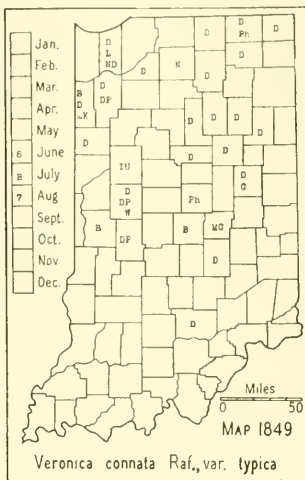 Jan.
Feb.
Mar.
Apr.
May
6 June
8 July
7 Aug
Sept.
Oct.
Nov
Dec.
D
D
D
D
Ph
L
ND
D
N
D
D
B
D
D
DP
LK
D
D
D
D
D
D
D
D
IU
D
DP
W
D
C
Ph
B
DP
B
MC
D
D
Miles
0 50
MAP 1849
Veronica connata Raf., var. typica